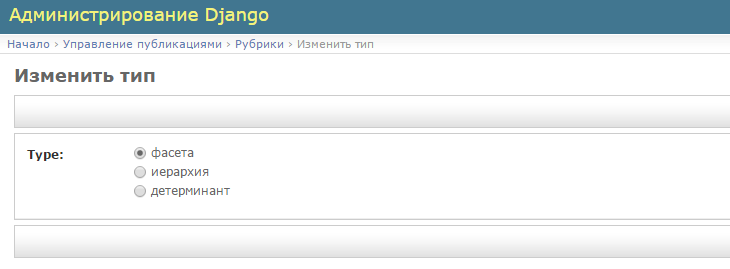 Администрирование Django
Начало › Управление публикациями › Рубрики › Изменить тип
Изменить тип
Type: фасета
иерархия
детерминант